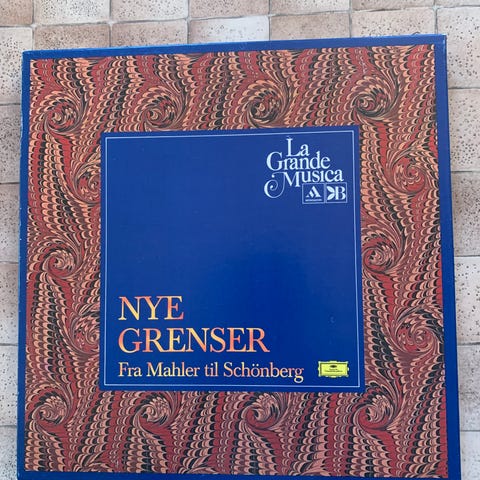 La
Grande
Musica
NYE
GRENSER
Fra Mahler til Schönberg